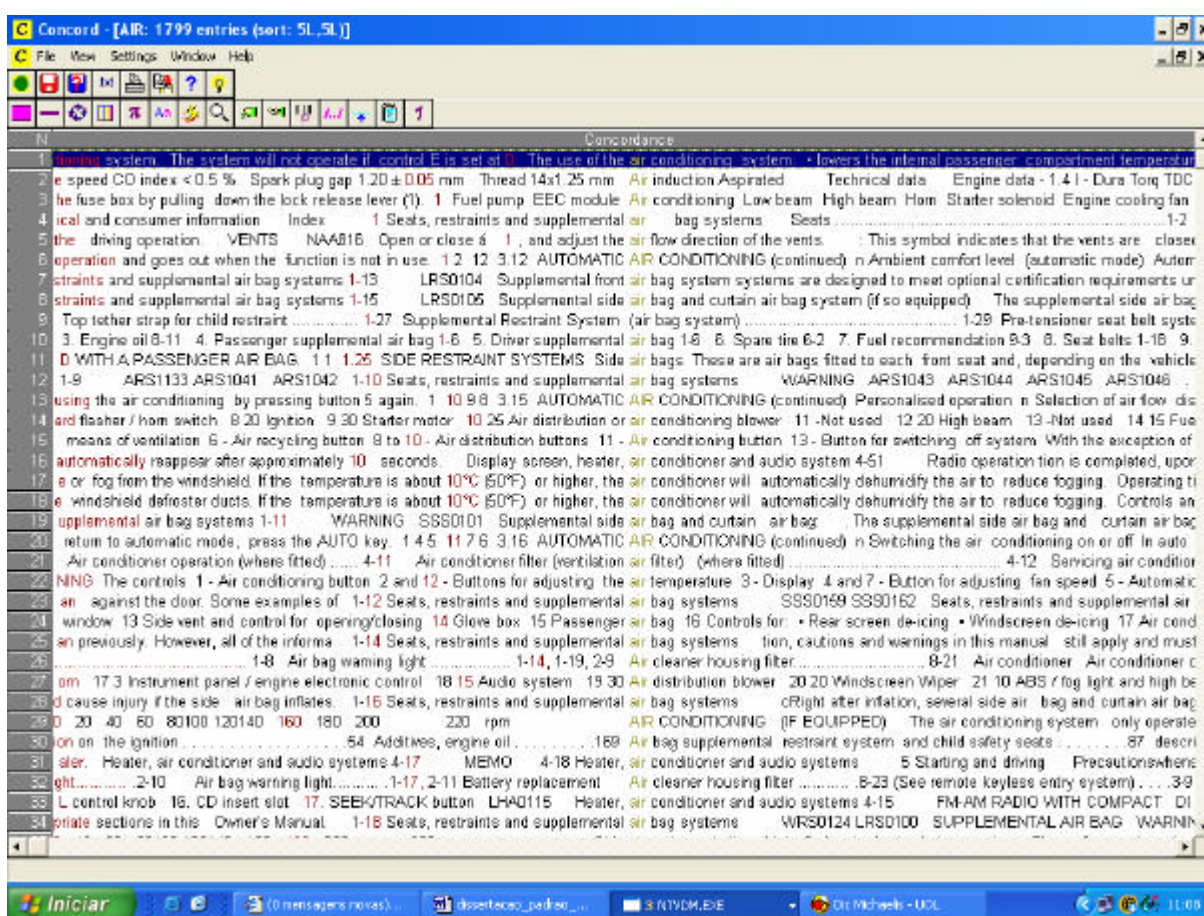 Concord - [AIR: 1799 entries (sort: 5L,5L)]
File View Settings Window Help
N Concordance
1 tioning system. The system will not operate if control E is set at D. The use of the air conditioning system: • lowers the internal passenger compartment temperatur
2 e speed CO index < 0.5 % Spark plug gap 1.20 ± 0.05 mm Thread 14x1.25 mm Air induction Aspirated Technical data Engine data - 1.4 l - Dura Torq TDC
3 he fuse box by pulling down the lock release lever (1). 1 Fuel pump EEC module Air conditioning Low beam High beam Horn Starter solenoid Engine cooling fan
4 ical and consumer information Index 1 Seats, restraints and supplemental air bag systems Seats ........................................1-2
5 the driving operation. VENTS NAA816 Open or close á 1 , and adjust the air flow direction of the vents. : This symbol indicates that the vents are closed
6 operation and goes out when the function is not in use. 1 2 12 3.12 AUTOMATIC AIR CONDITIONING (continued) n Ambient comfort level (automatic mode) Autom
7 straints and supplemental air bag systems 1-13 LRS0104 Supplemental front air bag system systems are designed to meet optional certification requirements un
8 straints and supplemental air bag systems 1-15 LRS0105 Supplemental side air bag and curtain air bag system (if so equipped) The supplemental side air bag
9 Top tether strap for child restraint .............. 1-27 Supplemental Restraint System (air bag system) ........................................ 1-29 Pre-tensioner seat belt syste
10 3. Engine oil 8-11 4. Passenger supplemental air bag 1-6 5. Driver supplemental air bag 1-6 6. Spare tire 6-2 7. Fuel recommendation 9-3 8. Seat belts 1-18 9.
11 D WITH A PASSENGER AIR BAG. 1 1 1.25 SIDE RESTRAINT SYSTEMS Side air bags These are air bags fitted to each front seat and, depending on the vehicle
12 1-9 ARS1133 ARS1041 ARS1042 1-10 Seats, restraints and supplemental air bag systems WARNING ARS1043 ARS1044 ARS1045 ARS1046 .
13 using the air conditioning by pressing button 5 again. 1 10 9 8 3.15 AUTOMATIC AIR CONDITIONING (continued) Personalised operation n Selection of air flow dis
14 ard flasher / horn switch 8 20 Ignition 9 30 Starter motor 10 25 Air distribution or air conditioning blower 11 -Not used 12 20 High beam 13 -Not used 14 15 Fue
15 means of ventilation 6 - Air recycling button 8 to 10 - Air distribution buttons 11 - Air conditioning button 13 - Button for switching off system With the exception of
16 automatically reappear after approximately 10 seconds. Display screen, heater, air conditioner and audio system 4-51 Radio operation tion is completed, upon
17 e or fog from the windshield. If the temperature is about 10°C (50°F) or higher, the air conditioner will automatically dehumidify the air to reduce fogging. Operating ti
18 e windshield defroster ducts. If the temperature is about 10°C (50°F) or higher, the air conditioner will automatically dehumidify the air to reduce fogging. Controls an
19 upplemental air bag systems 1-11 WARNING SSS0101 Supplemental side air bag and curtain air bag: The supplemental side air bag and curtain air bag
20 return to automatic mode, press the AUTO key. 1 4 5 11 7 6 3.16 AUTOMATIC AIR CONDITIONING (continued) n Switching the air conditioning on or off In auto
21 Air conditioner operation (where fitted) ...... 4-11 Air conditioner filter (ventilation air filter) (where fitted) ........................................ 4-12 Servicing air condition
22 NING The controls 1 - Air conditioning button 2 and 12 - Buttons for adjusting the air temperature 3 - Display 4 and 7 - Button for adjusting fan speed 5 - Automatic
23 an against the door. Some examples of 1-12 Seats, restraints and supplemental air bag systems SSS0159 SSS0162 Seats, restraints and supplemental air
24 window 13 Side vent and control for opening/closing 14 Glove box 15 Passenger air bag 16 Controls for: • Rear screen de-icing • Windscreen de-icing 17 Air cond
25 an previously. However, all of the informa 1-14 Seats, restraints and supplemental air bag systems tion, cautions and warnings in this manual still apply and must
26 ........................................ 1-8 Air bag warning light .................. 1-14, 1-19, 2-9 Air cleaner housing filter........................... 8-21 Air conditioner Air conditioner c
27 om 17 3 Instrument panel / engine electronic control 18 15 Audio system 19 30 Air distribution blower 20 20 Windscreen Wiper 21 10 ABS / fog light and high be
28 d cause injury if the side air bag inflates. 1-16 Seats, restraints and supplemental air bag systems cRight after inflation, several side air bag and curtain air bag
29 0 20 40 60 80100 120140 160 180 200 220 rpm AIR CONDITIONING (IF EQUIPPED) The air conditioning system only operate
30 ion on the ignition........................54 Additives, engine oil .............169 Air bag supplemental restraint system and child safety seats ........87 descri
31 aler. Heater, air conditioner and audio systems 4-17 MEMO 4-18 Heater, air conditioner and audio systems 5 Starting and driving Precautionswhens
32 ght..........2-10 Air bag warning light..........1-17, 2-11 Battery replacement Air cleaner housing filter ............8-23 (See remote keyless entry system) ....3-9
33 L control knob 16. CD insert slot 17. SEEK/TRACK button LHA0115 Heater, air conditioner and audio systems 4-15 FM-AM RADIO WITH COMPACT DI
34 priate sections in this Owner's Manual. 1-18 Seats, restraints and supplemental air bag systems WRS0124 LRS0100 SUPPLEMENTAL AIR BAG WARNIN
Iniciar (0 mensagens novas)... dissertacao_padrao_... 3 NTVDM.EXE - UOL 11:06